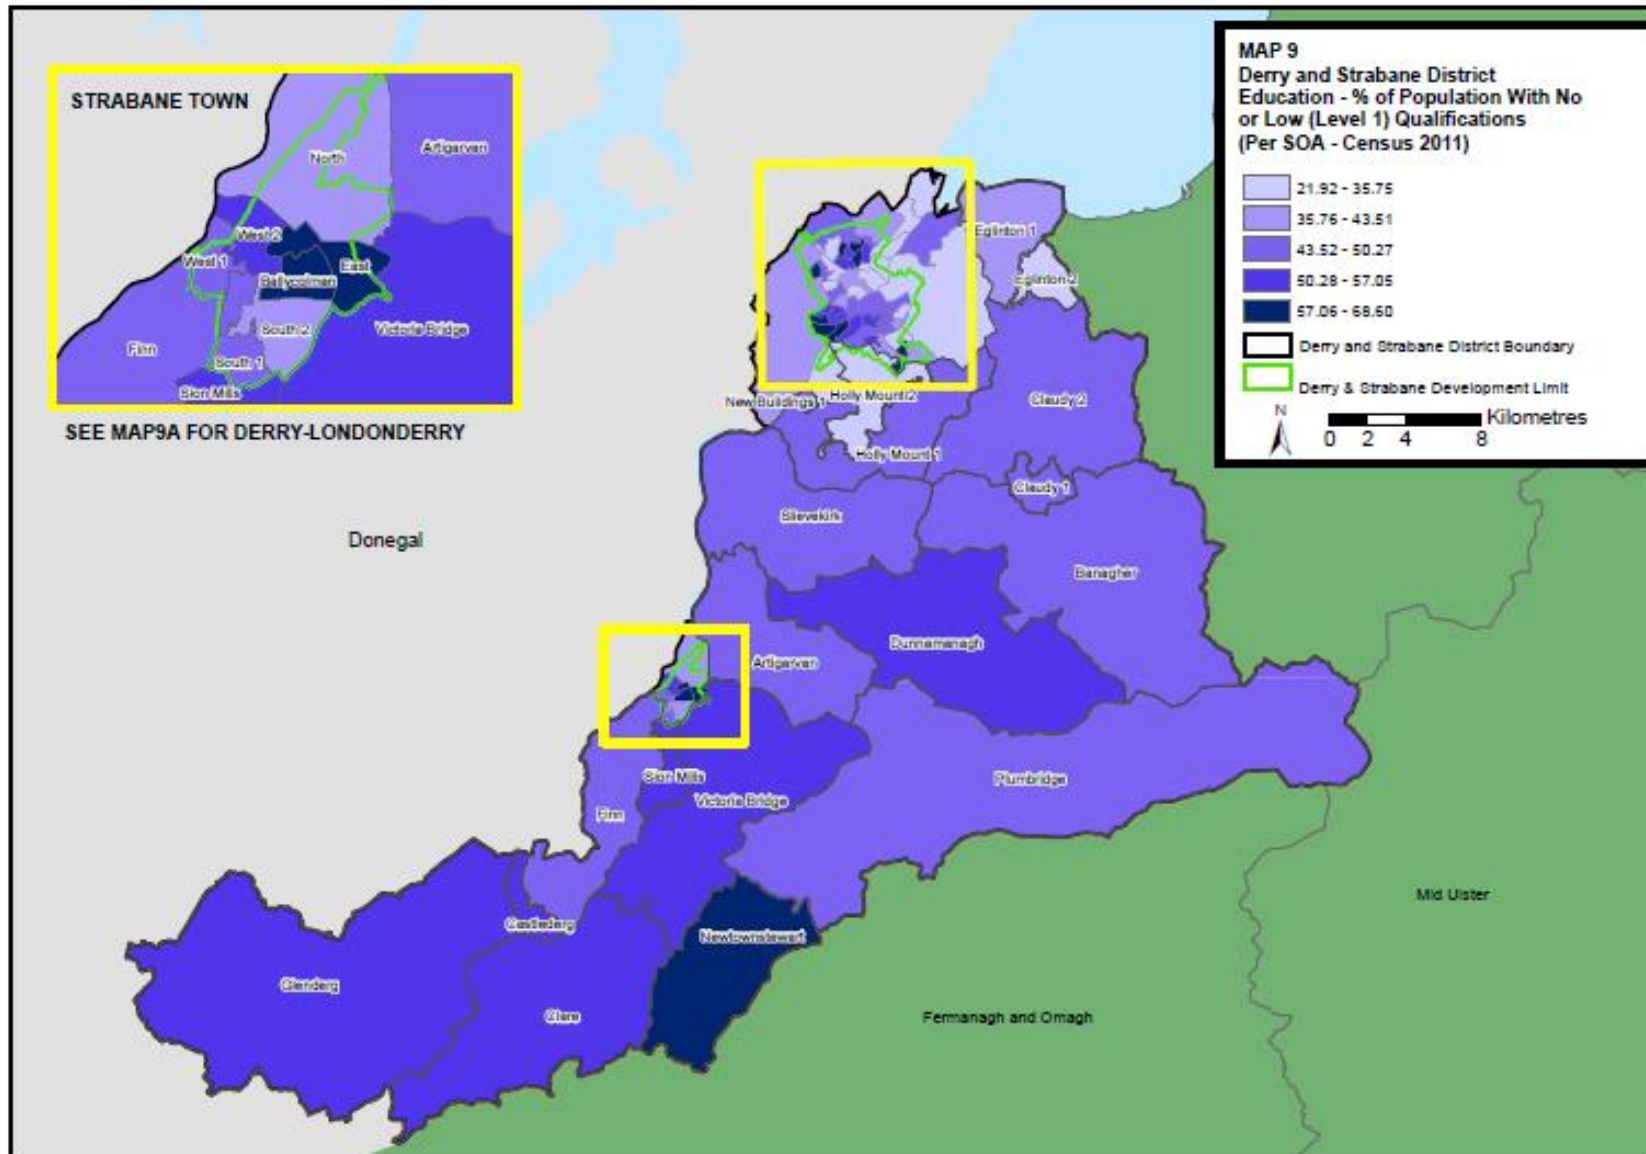 STRABANE TOWN
North
Artigarvan
West 2
West 1
East
Ballycolman
South 2
Victoria Bridge
Finn
South 1
Sion Mills
SEE MAP9A FOR DERRY-LONDONDERRY
MAP 9
Derry and Strabane District
Education - % of Population With No
or Low (Level 1) Qualifications
(Per SOA - Census 2011)
21.92 - 35.75
35.76 - 43.51
43.52 - 50.27
50.28 - 57.05
57.06 - 68.60
Derry and Strabane District Boundary
Derry & Strabane Development Limit
N
Kilometres
0 2 4 8
Eglinton 1
Eglinton 2
New Buildings 1
Holly Mount 2
Claudy 2
Holly Mount 1
Claudy 1
Slievekirk
Donegal
Banagher
Dunnamanagh
Artigarvan
Sion Mills
Plumbridge
Victoria Bridge
Finn
Mid Ulster
Castlederg
Newtownstewart
Glenderg
Clare
Fermanagh and Omagh